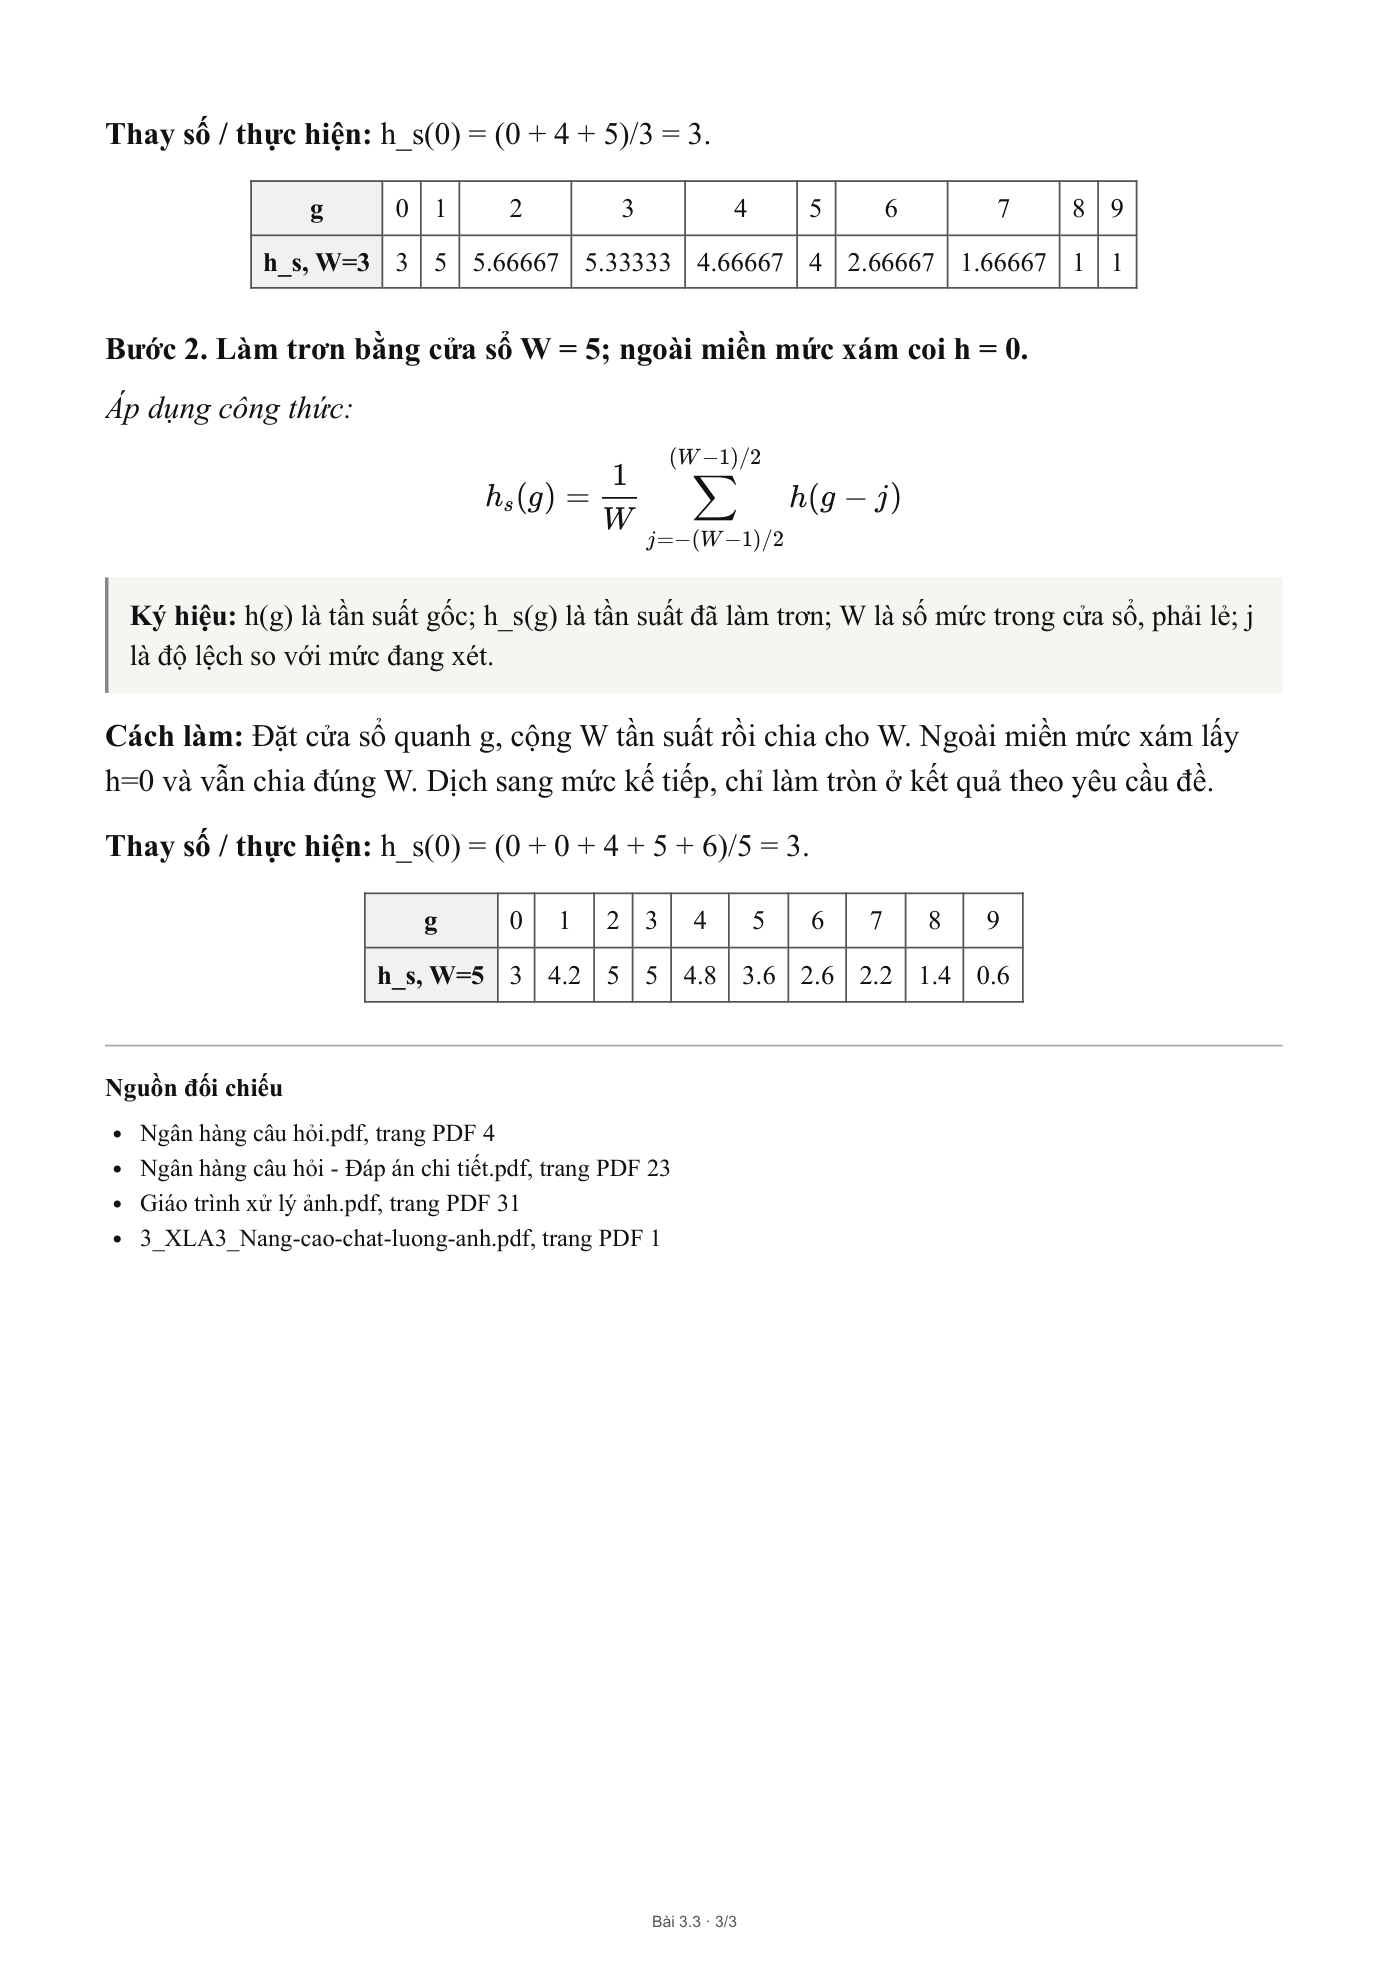 Thay số / thực hiện: h_s(0) = (0 + 4 + 5)/3 = 3.
g 0 1 2 3 4 5 6 7 8 9
h_s, W=3 3 5 5.66667 5.33333 4.66667 4 2.66667 1.66667 1 1
Bước 2. Làm trơn bằng cửa sổ W = 5; ngoài miền mức xám coi h = 0.
Áp dụng công thức:
(W−1)/2
h_s(g) = 1/W ∑ h(g − j)
j=−(W−1)/2
Ký hiệu: h(g) là tần suất gốc; h_s(g) là tần suất đã làm trơn; W là số mức trong cửa sổ, phải lẻ; j
là độ lệch so với mức đang xét.
Cách làm: Đặt cửa sổ quanh g, cộng W tần suất rồi chia cho W. Ngoài miền mức xám lấy
h=0 và vẫn chia đúng W. Dịch sang mức kế tiếp, chỉ làm tròn ở kết quả theo yêu cầu đề.
Thay số / thực hiện: h_s(0) = (0 + 0 + 4 + 5 + 6)/5 = 3.
g 0 1 2 3 4 5 6 7 8 9
h_s, W=5 3 4.2 5 5 4.8 3.6 2.6 2.2 1.4 0.6
Nguồn đối chiếu
• Ngân hàng câu hỏi.pdf, trang PDF 4
• Ngân hàng câu hỏi - Đáp án chi tiết.pdf, trang PDF 23
• Giáo trình xử lý ảnh.pdf, trang PDF 31
• 3_XLA3_Nang-cao-chat-luong-anh.pdf, trang PDF 1
Bài 3.3 · 3/3